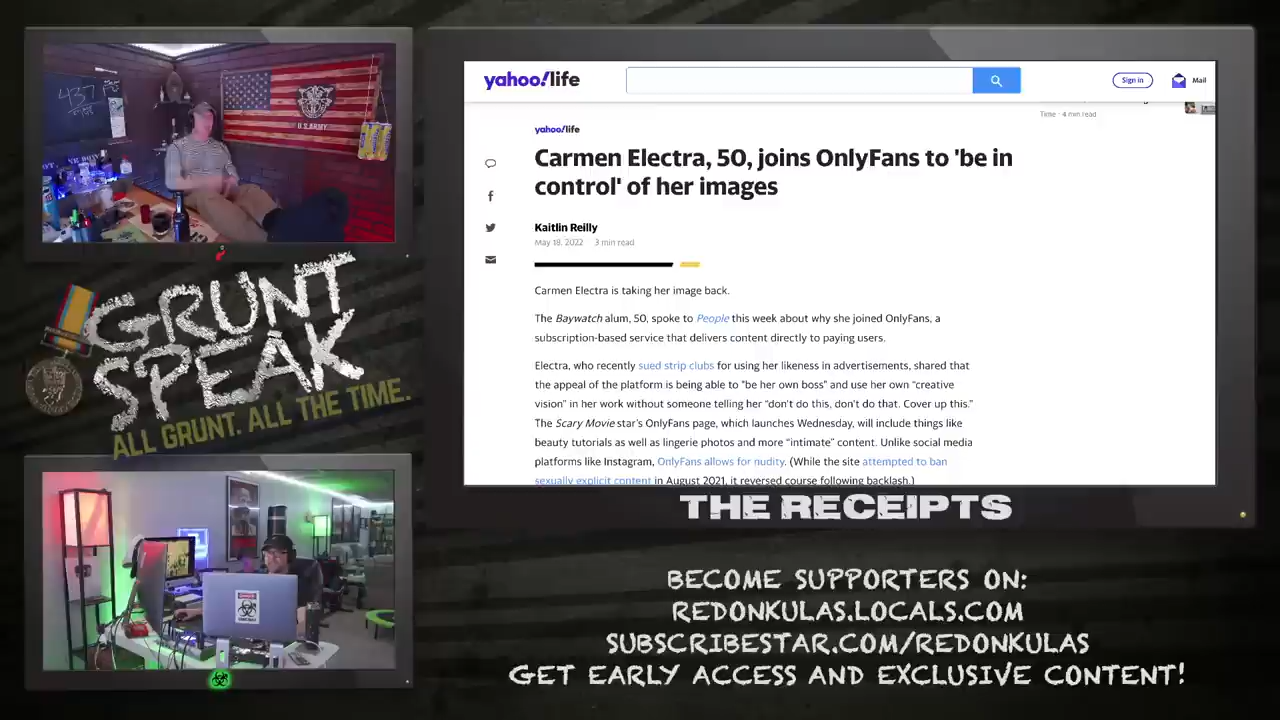 437
U.S. ARMY
GRUNT
SPEAK
ALL GRUNT. ALL THE TIME.
yahoo!life
Sign in
Mail
Time · 4 min read
yahoo!life
Carmen Electra, 50, joins OnlyFans to 'be in
control' of her images
Kaitlin Reilly
May 18, 2022 3 min read
Carmen Electra is taking her image back.
The Baywatch alum, 50, spoke to People this week about why she joined OnlyFans, a
subscription-based service that delivers content directly to paying users.
Electra, who recently sued strip clubs for using her likeness in advertisements, shared that
the appeal of the platform is being able to "be her own boss" and use her own "creative
vision" in her work without someone telling her "don't do this, don't do that. Cover up this."
The Scary Movie star's OnlyFans page, which launches Wednesday, will include things like
beauty tutorials as well as lingerie photos and more "intimate" content. Unlike social media
platforms like Instagram, OnlyFans allows for nudity. (While the site attempted to ban
sexually explicit content in August 2021, it reversed course following backlash.)
THE RECEIPTS
BECOME SUPPORTERS ON:
REDONKULAS.LOCALS.COM
SUBSCRIBESTAR.COM/REDONKULAS
GET EARLY ACCESS AND EXCLUSIVE CONTENT!